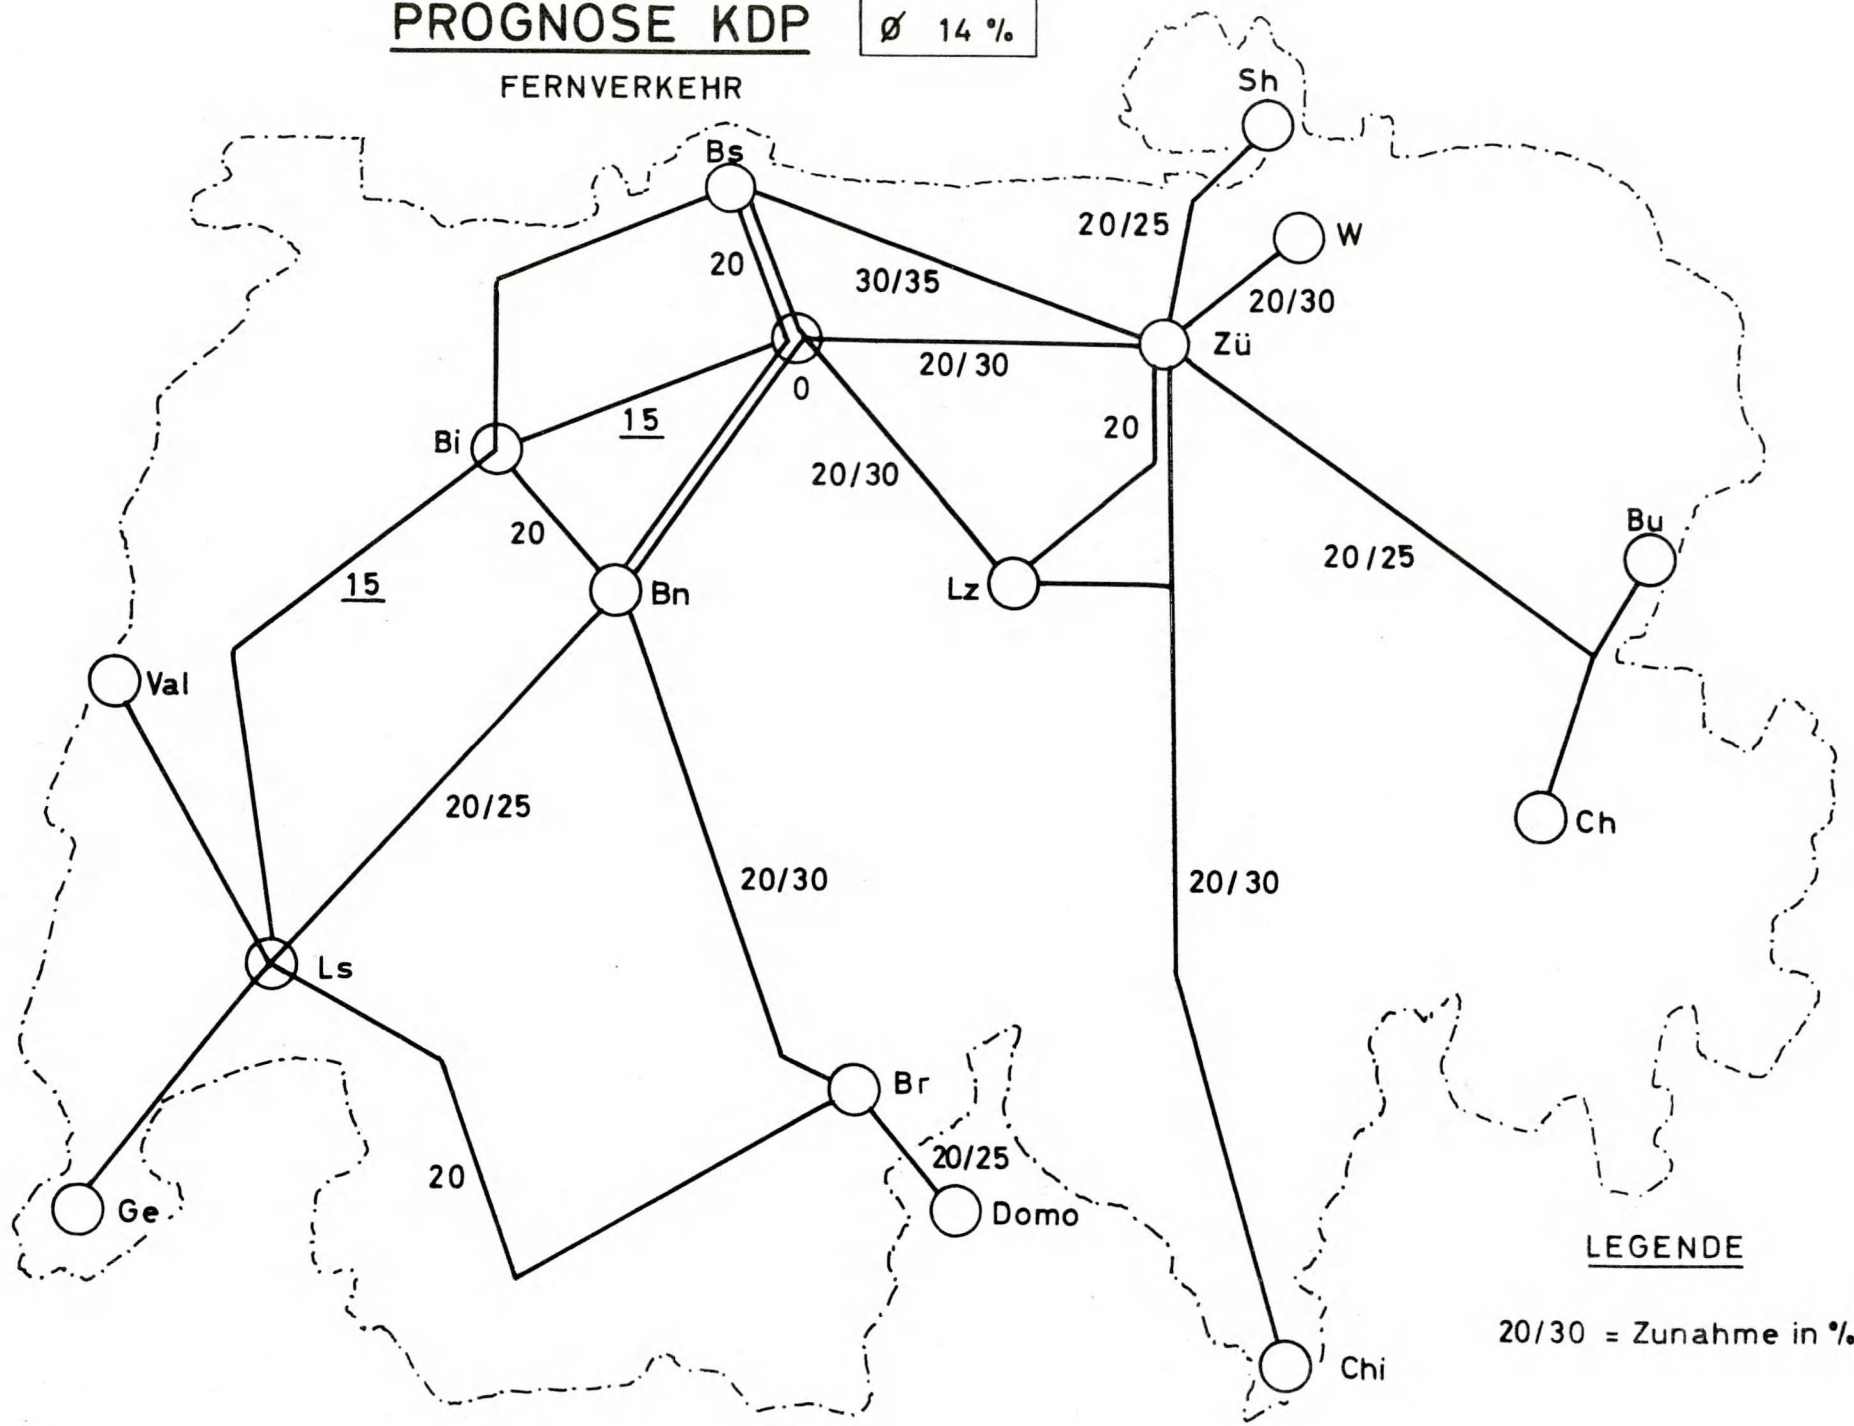 PROGNOSE KDP
Ø 14 %
FERNVERKEHR
Sh
Bs
20/25
W
20
30/35
20/30
Zü
20/30
O
15
Bi
20
20/30
Bu
20
20/25
15
Bn
Lz
Val
20/25
Ch
20/30
20/30
Ls
Br
20/25
20
Ge
Domo
LEGENDE
20/30 = Zunahme in %
Chi